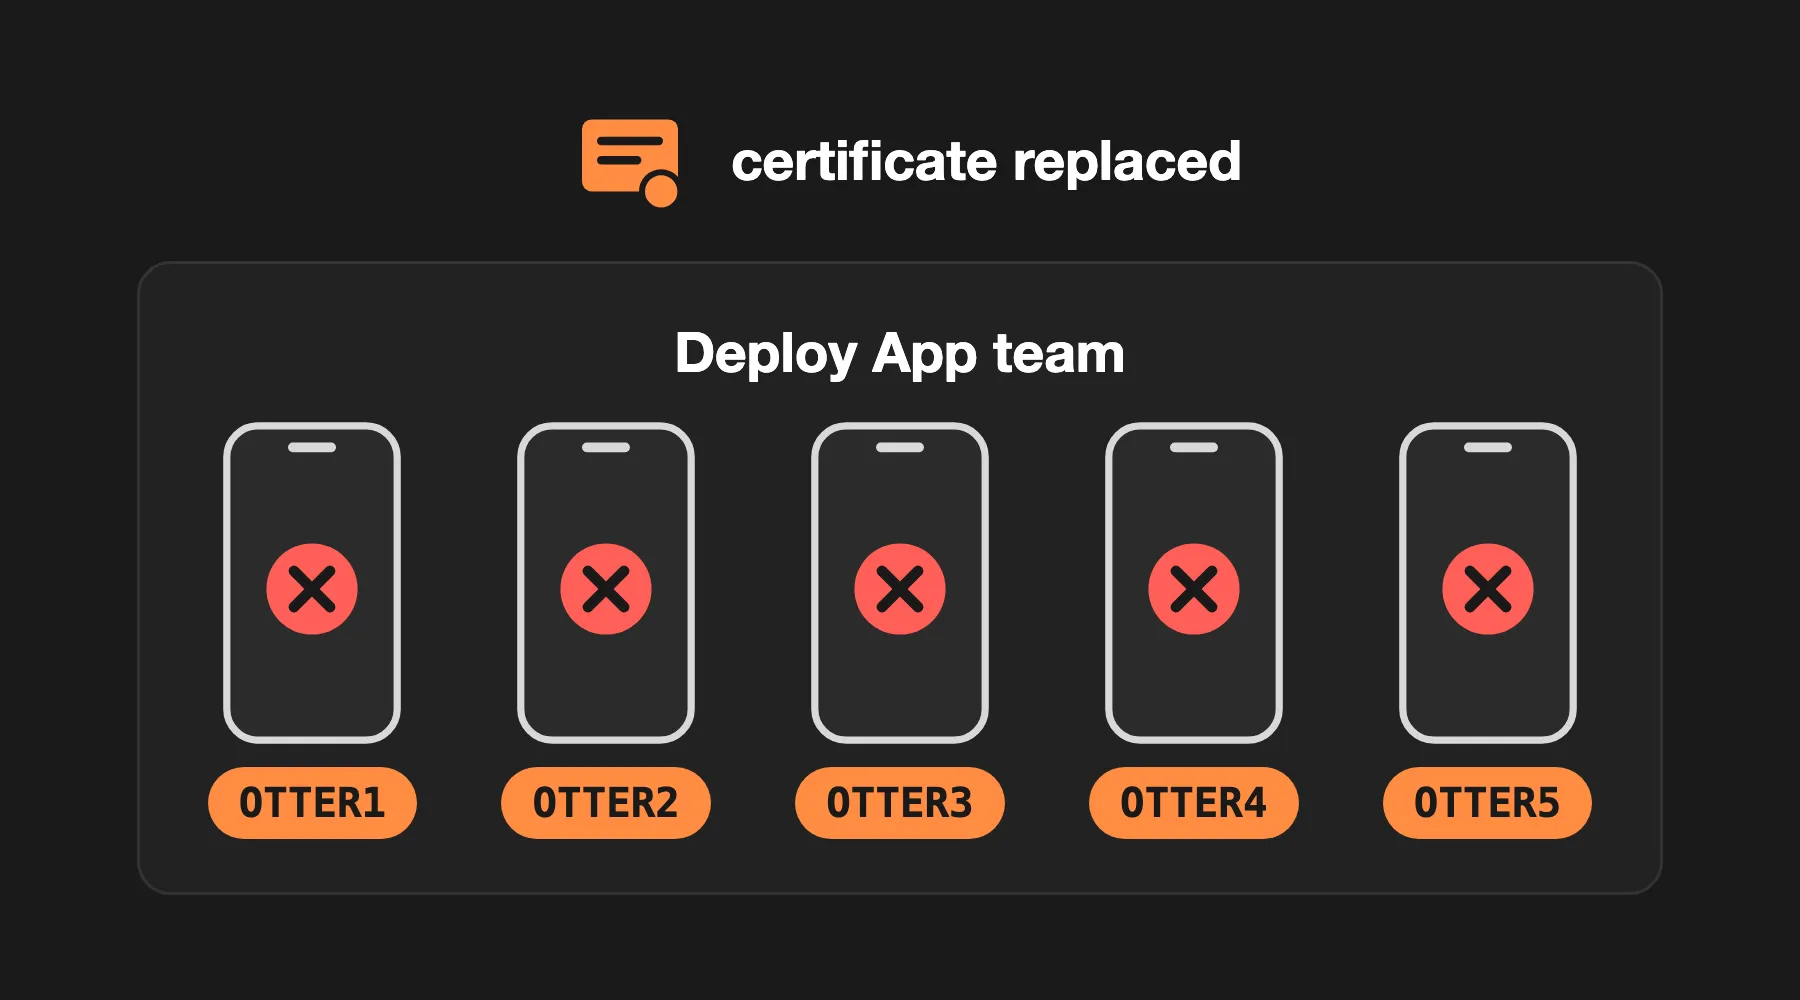 certificate replaced
Deploy App team
OTTER1
OTTER2
OTTER3
OTTER4
OTTER5